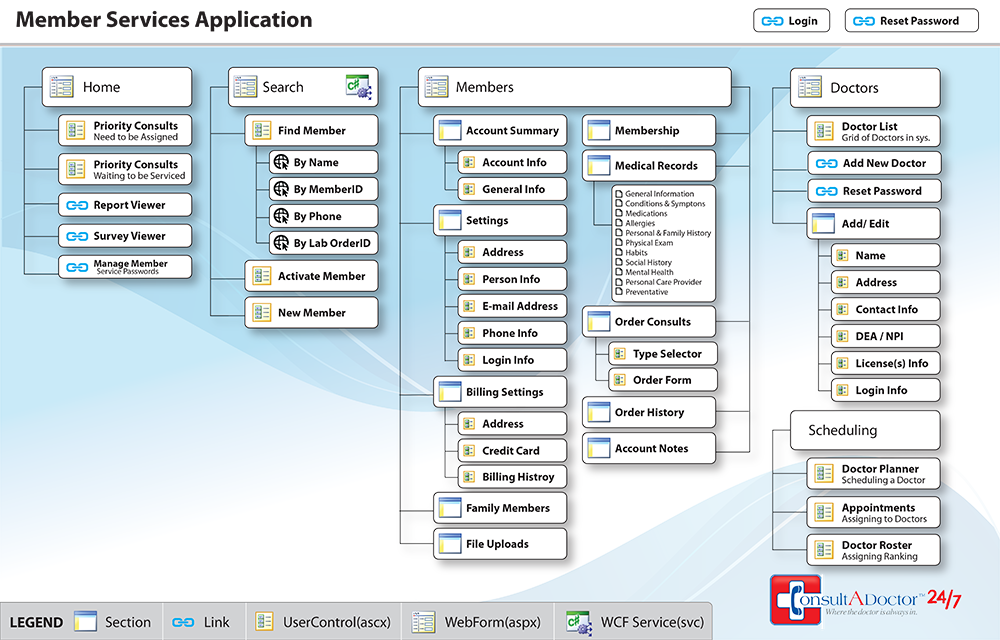 Member Services Application
Login
Reset Password
Home
Priority Consults
Need to be Assigned
Priority Consults
Waiting to be Serviced
Report Viewer
Survey Viewer
Manage Member
Service Passwords
Search
Find Member
By Name
By MemberID
By Phone
By Lab OrderID
Activate Member
New Member
Members
Account Summary
Account Info
General Info
Settings
Address
Person Info
E-mail Address
Phone Info
Login Info
Billing Settings
Address
Credit Card
Billing Histroy
Family Members
File Uploads
Membership
Medical Records
General Information
Conditions & Symptons
Medications
Allergies
Personal & Family History
Physical Exam
Habits
Social History
Mental Health
Personal Care Provider
Preventative
Order Consults
Type Selector
Order Form
Order History
Account Notes
Doctors
Doctor List
Grid of Doctors in sys.
Add New Doctor
Reset Password
Add/ Edit
Name
Address
Contact Info
DEA / NPI
License(s) Info
Login Info
Scheduling
Doctor Planner
Scheduling a Doctor
Appointments
Assigning to Doctors
Doctor Roster
Assigning Ranking
ConsultADoctor™ 24/7
Where the doctor is always in.
LEGEND
Section
Link
UserControl(ascx)
WebForm(aspx)
WCF Service(svc)